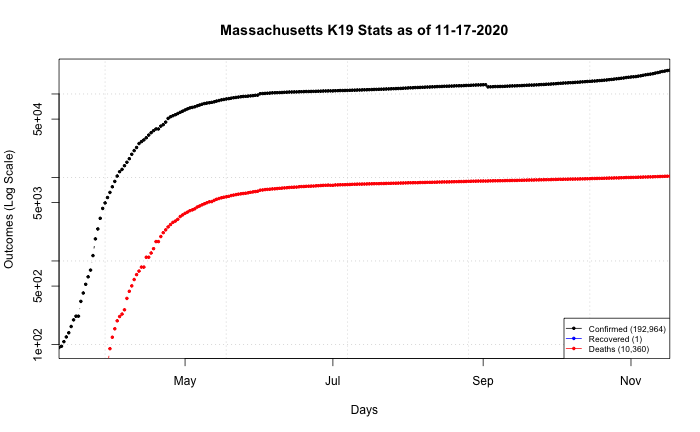 Massachusetts K19 Stats as of 11-17-2020
Outcomes (Log Scale)
5e+04
5e+03
5e+02
1e+02
May
Jul
Sep
Nov
Days
Confirmed (192,964)
Recovered (1)
Deaths (10,360)